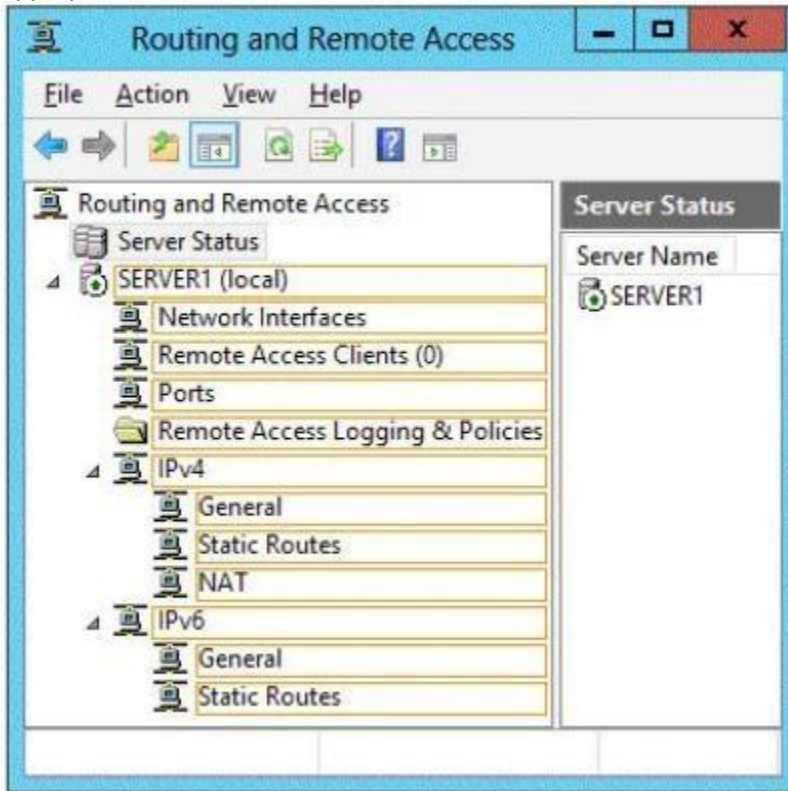 Routing and Remote Access
File Action View Help
Routing and Remote Access
Server Status
SERVER1 (local)
Network Interfaces
Remote Access Clients (0)
Ports
Remote Access Logging & Policies
IPv4
General
Static Routes
NAT
IPv6
General
Static Routes
Server Status
Server Name
SERVER1